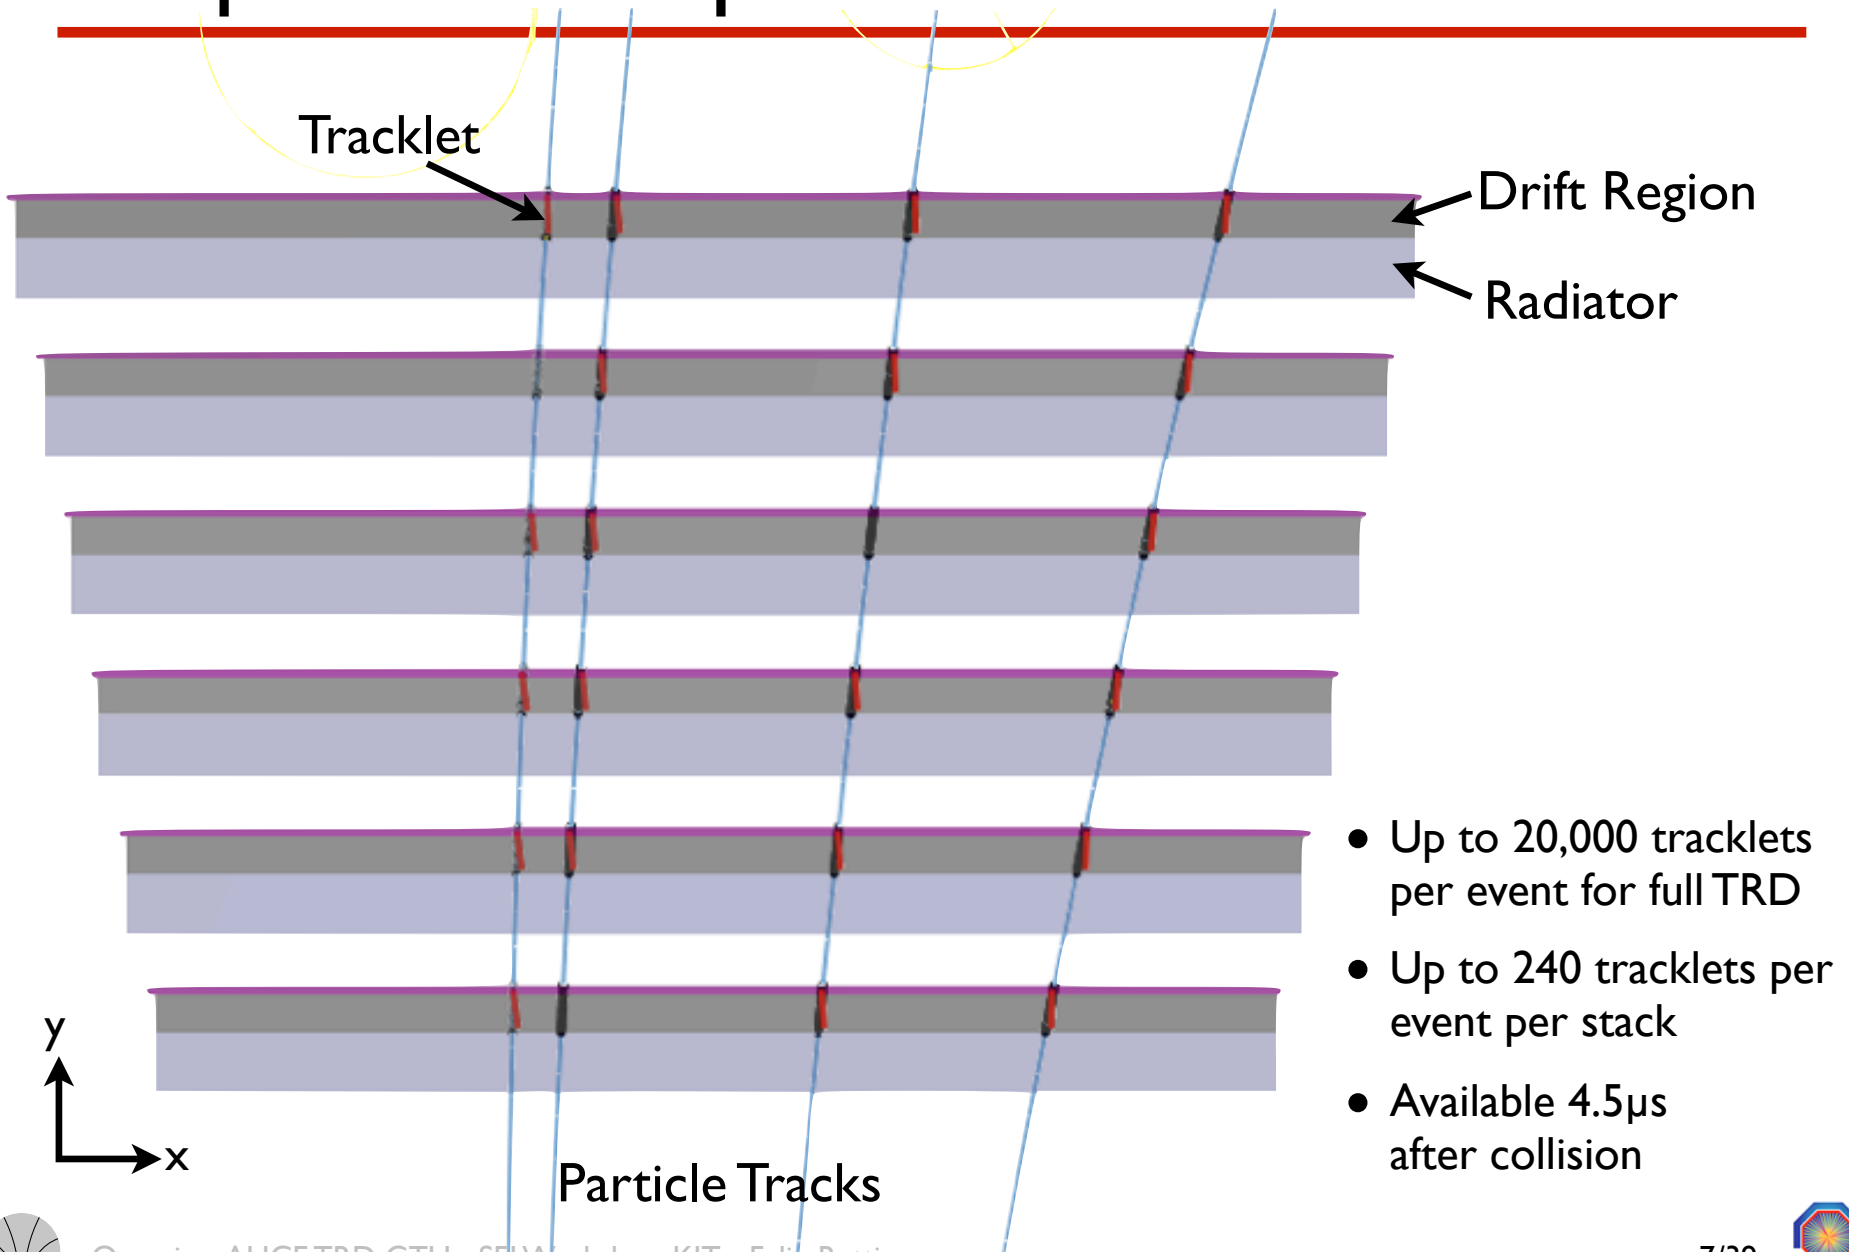 Tracklet
Drift Region
Radiator
• Up to 20,000 tracklets
per event for full TRD
• Up to 240 tracklets per
event per stack
• Available 4.5µs
after collision
y
x
Particle Tracks